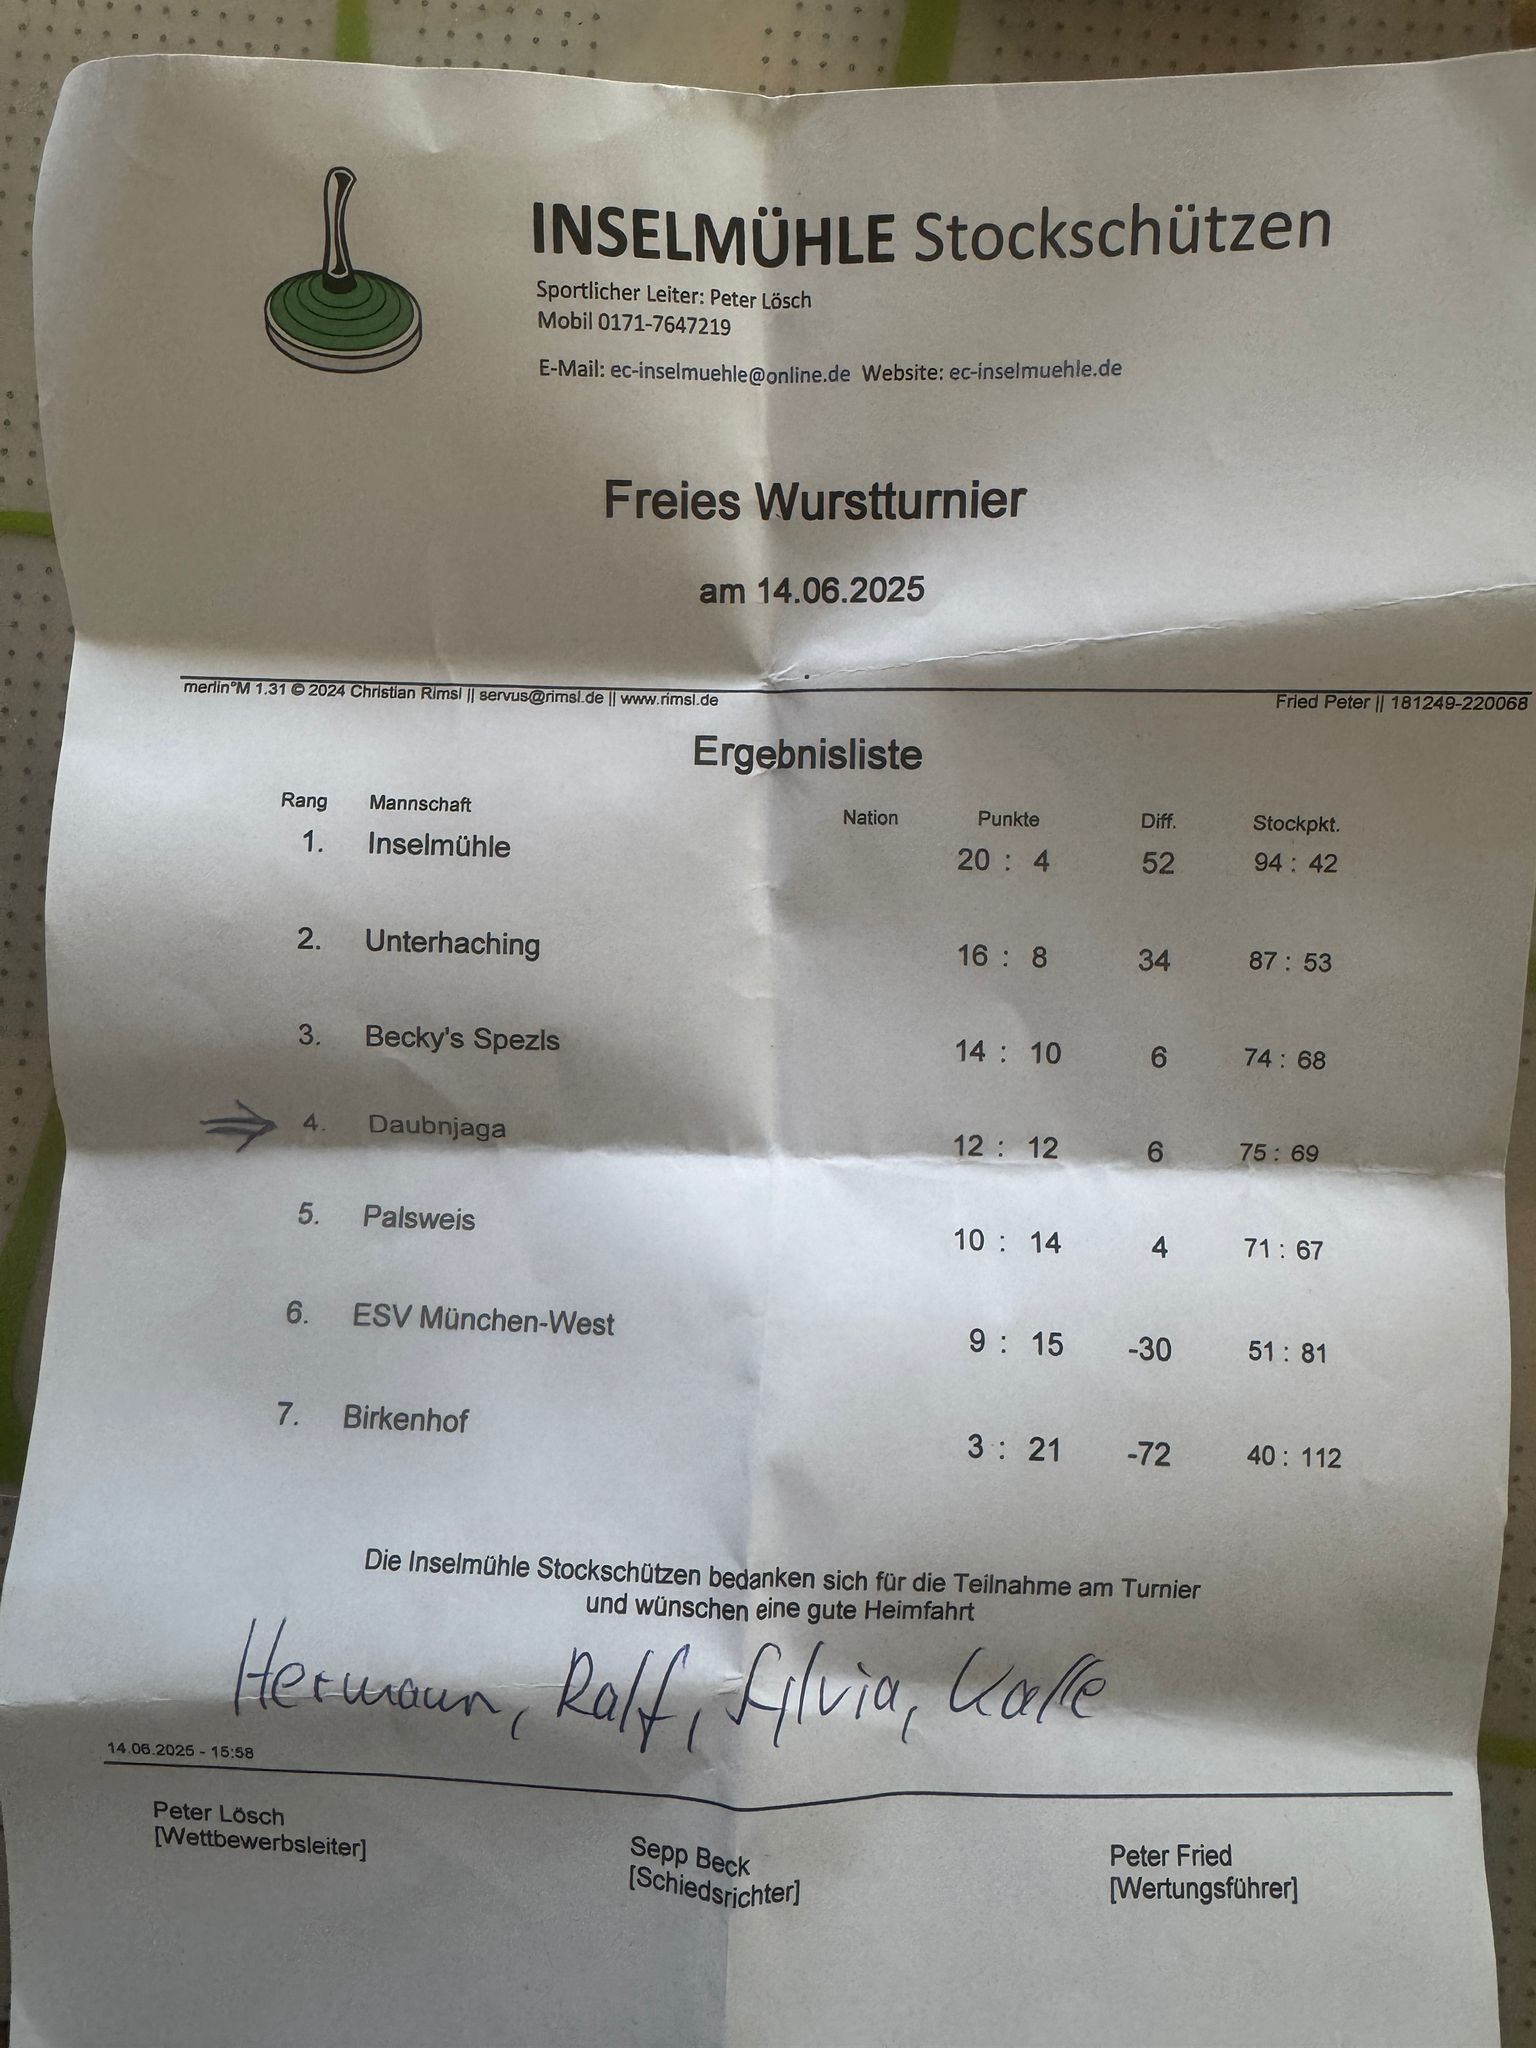 INSELMÜHLE Stockschützen
Sportlicher Leiter: Peter Lösch
Mobil 0171-7647219
E-Mail: ec-inselmuehle@online.de Website: ec-inselmuehle.de
Freies Wurstturnier
am 14.06.2025
merlin°M 1.31 © 2024 Christian Rimsl || servus@rimsl.de || www.rimsl.de Fried Peter || 181249-220068
Ergebnisliste
Rang Mannschaft Nation Punkte Diff. Stockpkt.
1. Inselmühle 20 : 4 52 94 : 42
2. Unterhaching 16 : 8 34 87 : 53
3. Becky's Spezls 14 : 10 6 74 : 68
⇒ 4. Daubnjaga 12 : 12 6 75 : 69
5. Palsweis 10 : 14 4 71 : 67
6. ESV München-West 9 : 15 -30 51 : 81
7. Birkenhof 3 : 21 -72 40 : 112
Die Inselmühle Stockschützen bedanken sich für die Teilnahme am Turnier
und wünschen eine gute Heimfahrt
Hermann, Ralf, Sylvia, Kalle
14.06.2025 - 15:58
Peter Lösch Sepp Beck Peter Fried
[Wettbewerbsleiter] [Schiedsrichter] [Wertungsführer]